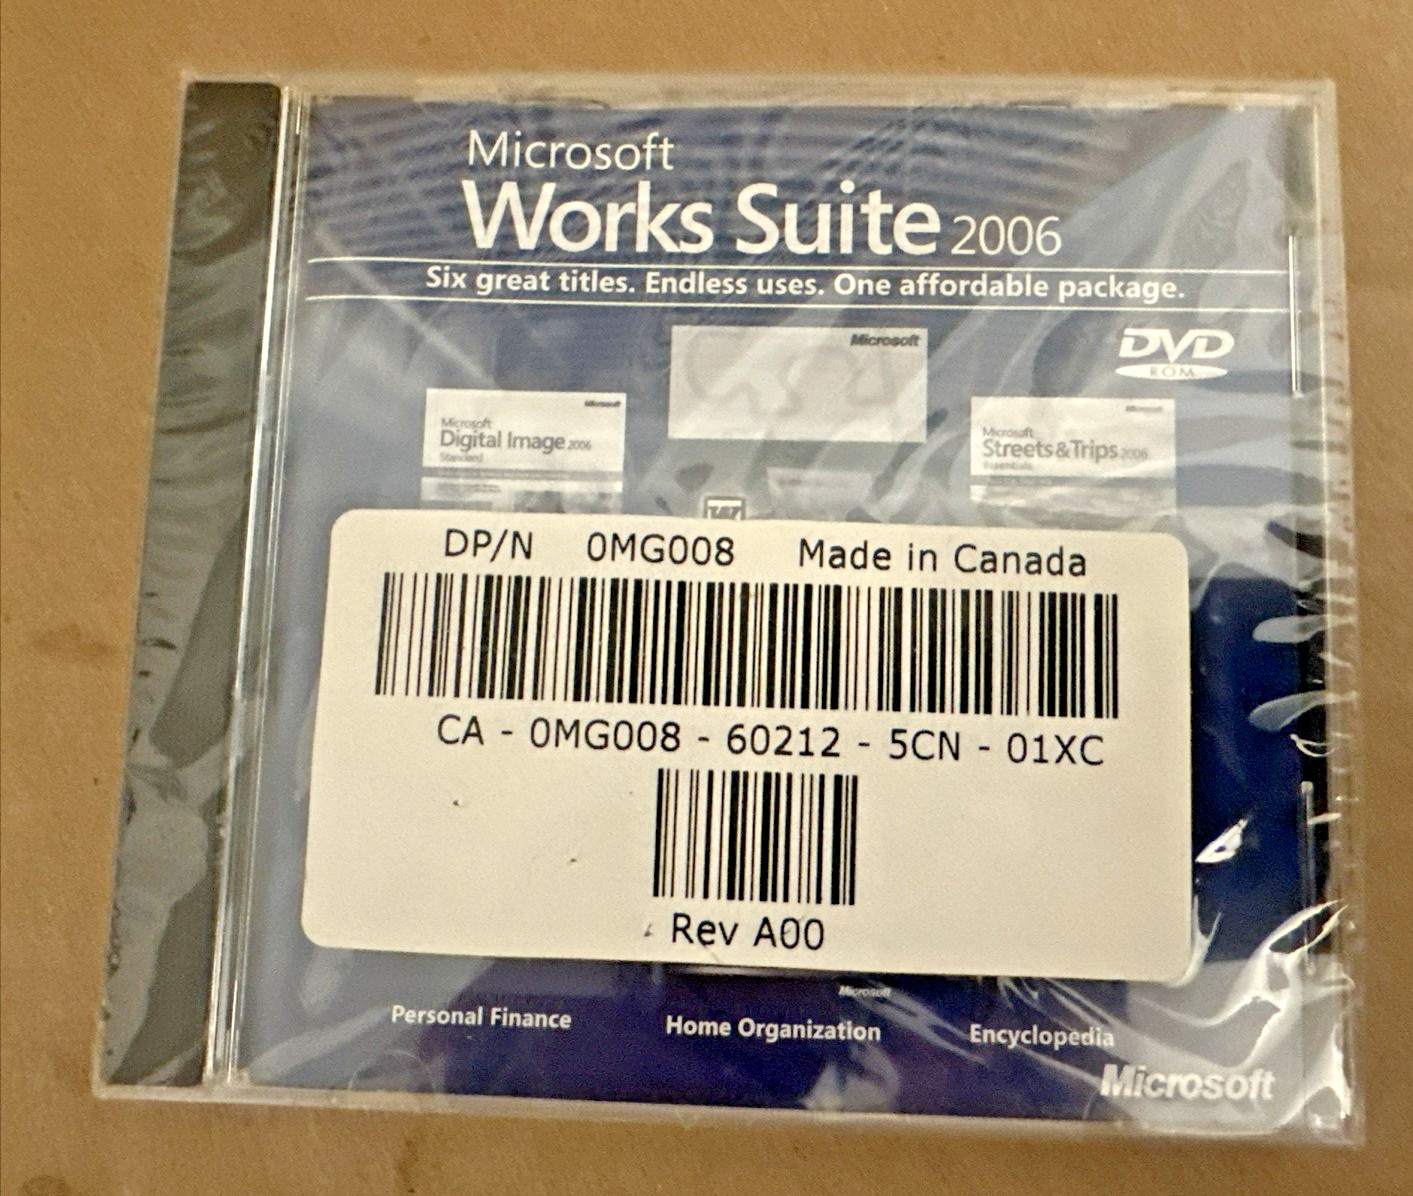 Microsoft
Works Suite 2006
Six great titles. Endless uses. One affordable package.
DVD
ROM
Microsoft
Microsoft
Microsoft
Digital Image 2006
Standard
Microsoft
Microsoft
Streets & Trips 2006
Essentials
DP/N 0MG008 Made in Canada
CA - 0MG008 - 60212 - 5CN - 01XC
Rev A00
Microsoft
Personal Finance
Home Organization
Encyclopedia
Microsoft